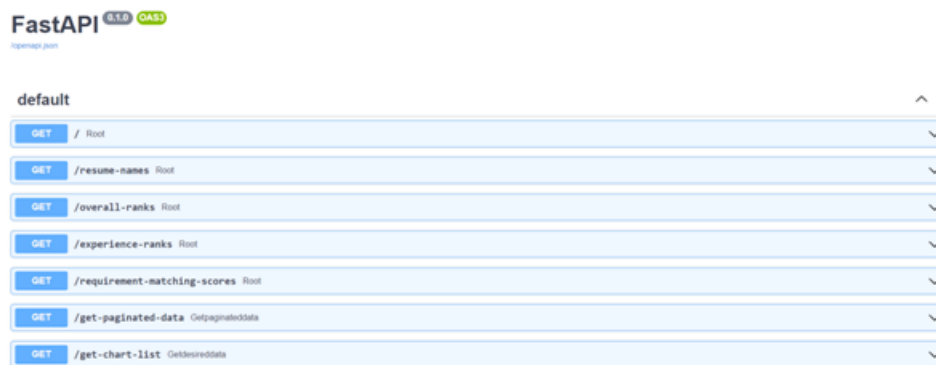 FastAPI 0.1.0 OAS3
/openapi.json
default
GET / Root
GET /resume-names Root
GET /overall-ranks Root
GET /experience-ranks Root
GET /requirement-matching-scores Root
GET /get-paginated-data Getpaginateddata
GET /get-chart-list Getdesireddata